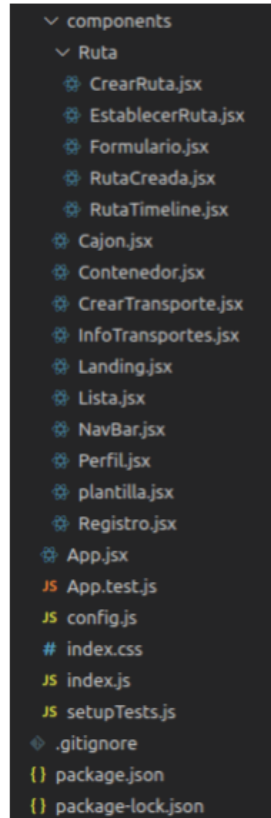 components
Ruta
CrearRuta.jsx
EstablecerRuta.jsx
Formulario.jsx
RutaCreada.jsx
RutaTimeline.jsx
Cajon.jsx
Contenedor.jsx
CrearTransporte.jsx
InfoTransportes.jsx
Landing.jsx
Lista.jsx
NavBar.jsx
Perfil.jsx
plantilla.jsx
Registro.jsx
App.jsx
JS App.test.js
JS config.js
# index.css
JS index.js
JS setupTests.js
.gitignore
{} package.json
{} package-lock.json